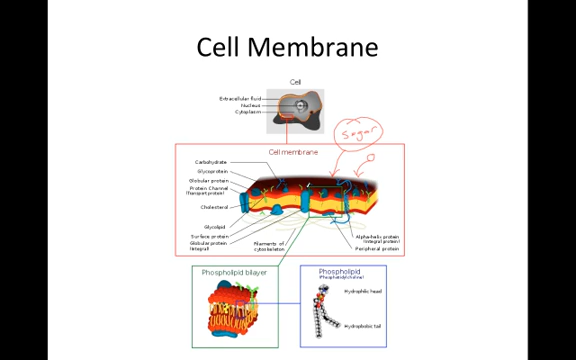 Cell Membrane
Cell
Extracellular fluid
Nucleus
Cytoplasm
Sugar
Cell membrane
Carbohydrate
Glycoprotein
Globular protein
Protein Channel
(transport protein)
Cholesterol
Glycolipid
Surface protein
Globular protein
(Integral)
Filaments of
cytoskeleton
Alpha-helix protein
(Integral protein)
Peripheral protein
Phospholipid bilayer
Phospholipid
(Phosphatidylcholine)
Hydrophilic head
Hydrophobic tail